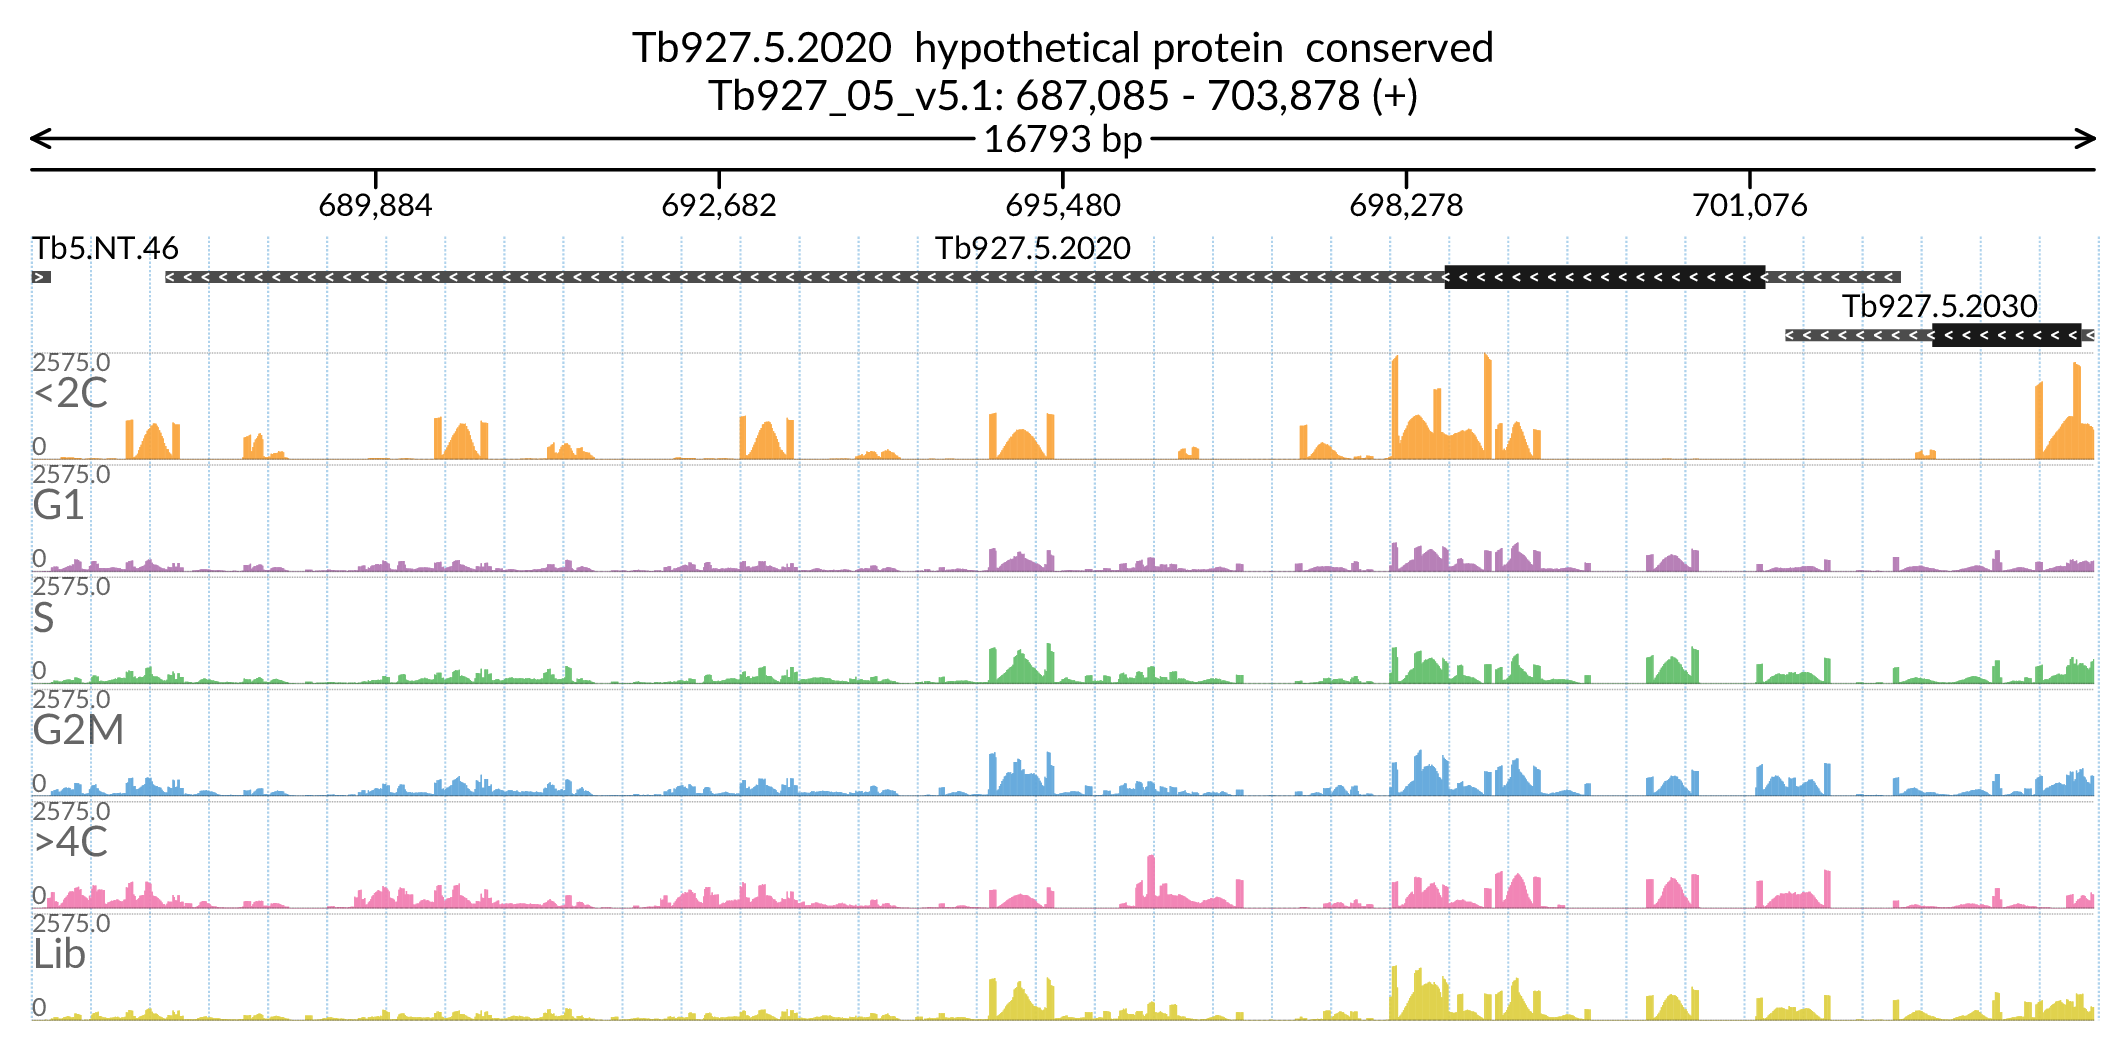 Tb927.5.2020  hypothetical protein  conserved
Tb927_05_v5.1: 687,085 - 703,878 (+)
16793 bp
689,884 692,682 695,480 698,278 701,076
Tb5.NT.46 Tb927.5.2020
Tb927.5.2030
2575.0
<2C
0
2575.0
G1
0
2575.0
S
0
2575.0
G2M
0
2575.0
>4C
0
2575.0
Lib
0